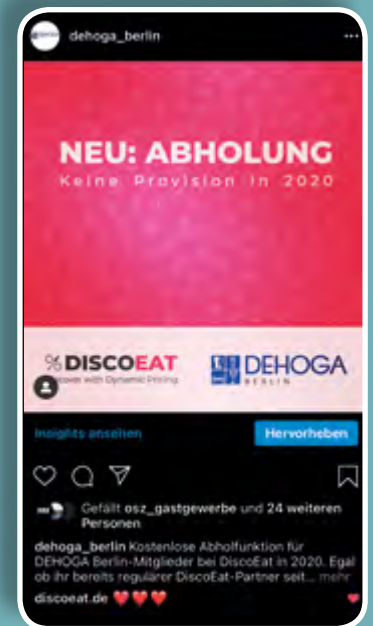 dehoga_berlin
NEU: ABHOLUNG
Keine Provision in 2020
% DISCOEAT
with Dynamic Pricing
DEHOGA
BERLIN
Insights ansehen
Hervorheben
Gefällt osz_gastgewerbe und 24 weiteren
Personen
dehoga_berlin Kostenlose Abholfunktion für
DEHOGA Berlin-Mitglieder bei DiscoEat in 2020. Egal
ob ihr bereits regulärer DiscoEat-Partner seit... mehr
discoeat.de ❤️❤️❤️